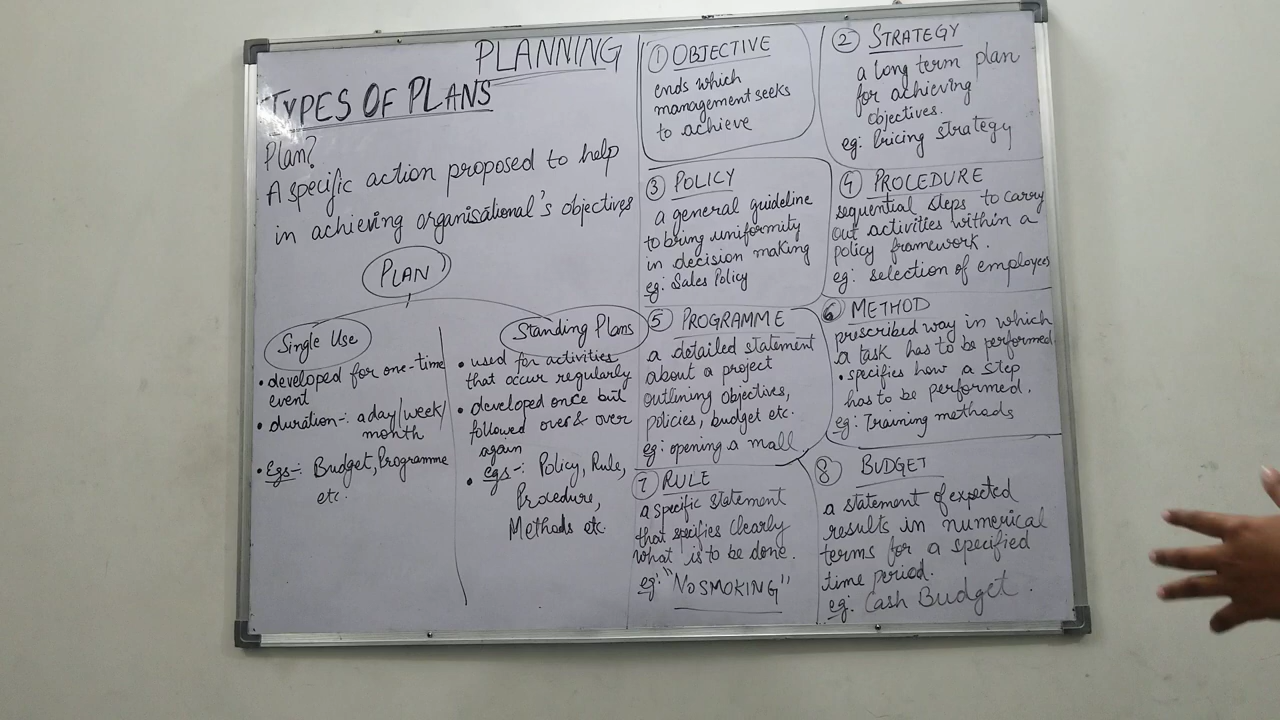 PLANNING
TYPES OF PLANS
Plan?
A specific action proposed to help
in achieving organisational's objectives
PLAN
Single Use
• developed for one-time
event
• duration-: a day/week/
month
• Egs-: Budget, Programme
etc.
Standing Plans
• used for activities
that occur regularly
• developed once but
followed over & over
again
• egs-: Policy, Rule,
Procedure,
Methods etc.
1 OBJECTIVE
ends which
management seeks
to achieve
2 STRATEGY
a long term plan
for achieving
objectives.
eg: Pricing strategy
3 POLICY
a general guideline
to bring uniformity
in decision making
eg: Sales Policy
4 PROCEDURE
sequential steps to carry
out activities within a
policy framework.
eg: selection of employees
5 PROGRAMME
a detailed statement
about a project
outlining objectives,
policies, budget etc.
eg: opening a mall
6 METHOD
prescribed way in which
a task has to be performed.
• specifies how a step
has to be performed.
eg: Training methods
7 RULE
a specific statement
that specifies clearly
what is to be done.
eg: "NO SMOKING"
8 BUDGET
a statement of expected
results in numerical
terms for a specified
time period.
eg: Cash Budget.